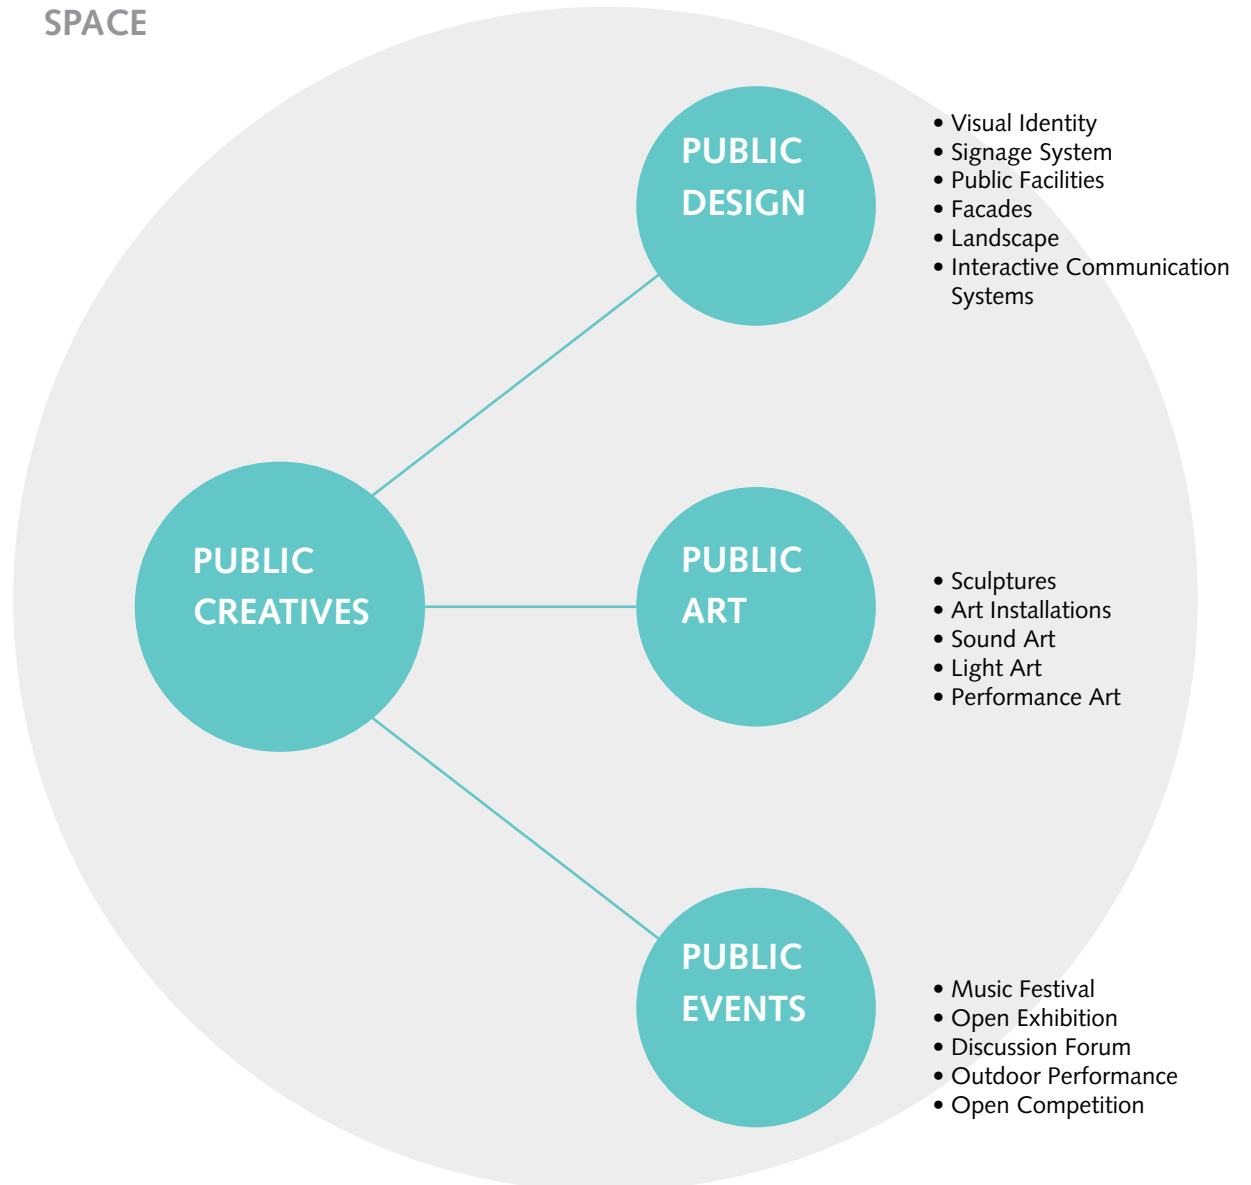 SPACE
PUBLIC
DESIGN
• Visual Identity
• Signage System
• Public Facilities
• Facades
• Landscape
• Interactive Communication
Systems
PUBLIC
CREATIVES
PUBLIC
ART
• Sculptures
• Art Installations
• Sound Art
• Light Art
• Performance Art
PUBLIC
EVENTS
• Music Festival
• Open Exhibition
• Discussion Forum
• Outdoor Performance
• Open Competition